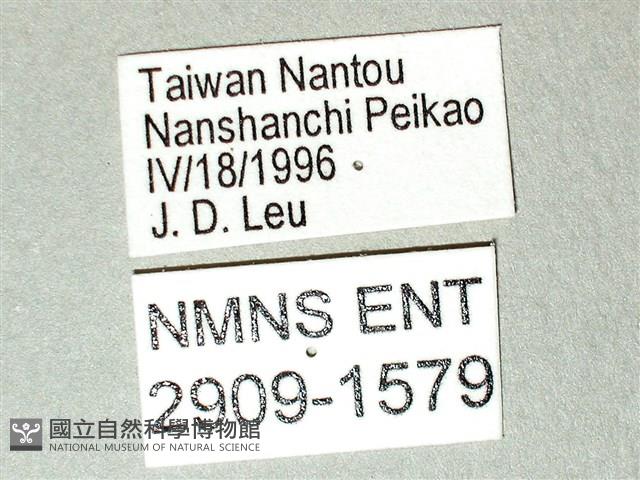 Taiwan Nantou
Nanshanchi Peikao
IV/18/1996
J. D. Leu
NMNS ENT
2909-1579
國立自然科學博物館
NATIONAL MUSEUM OF NATURAL SCIENCE